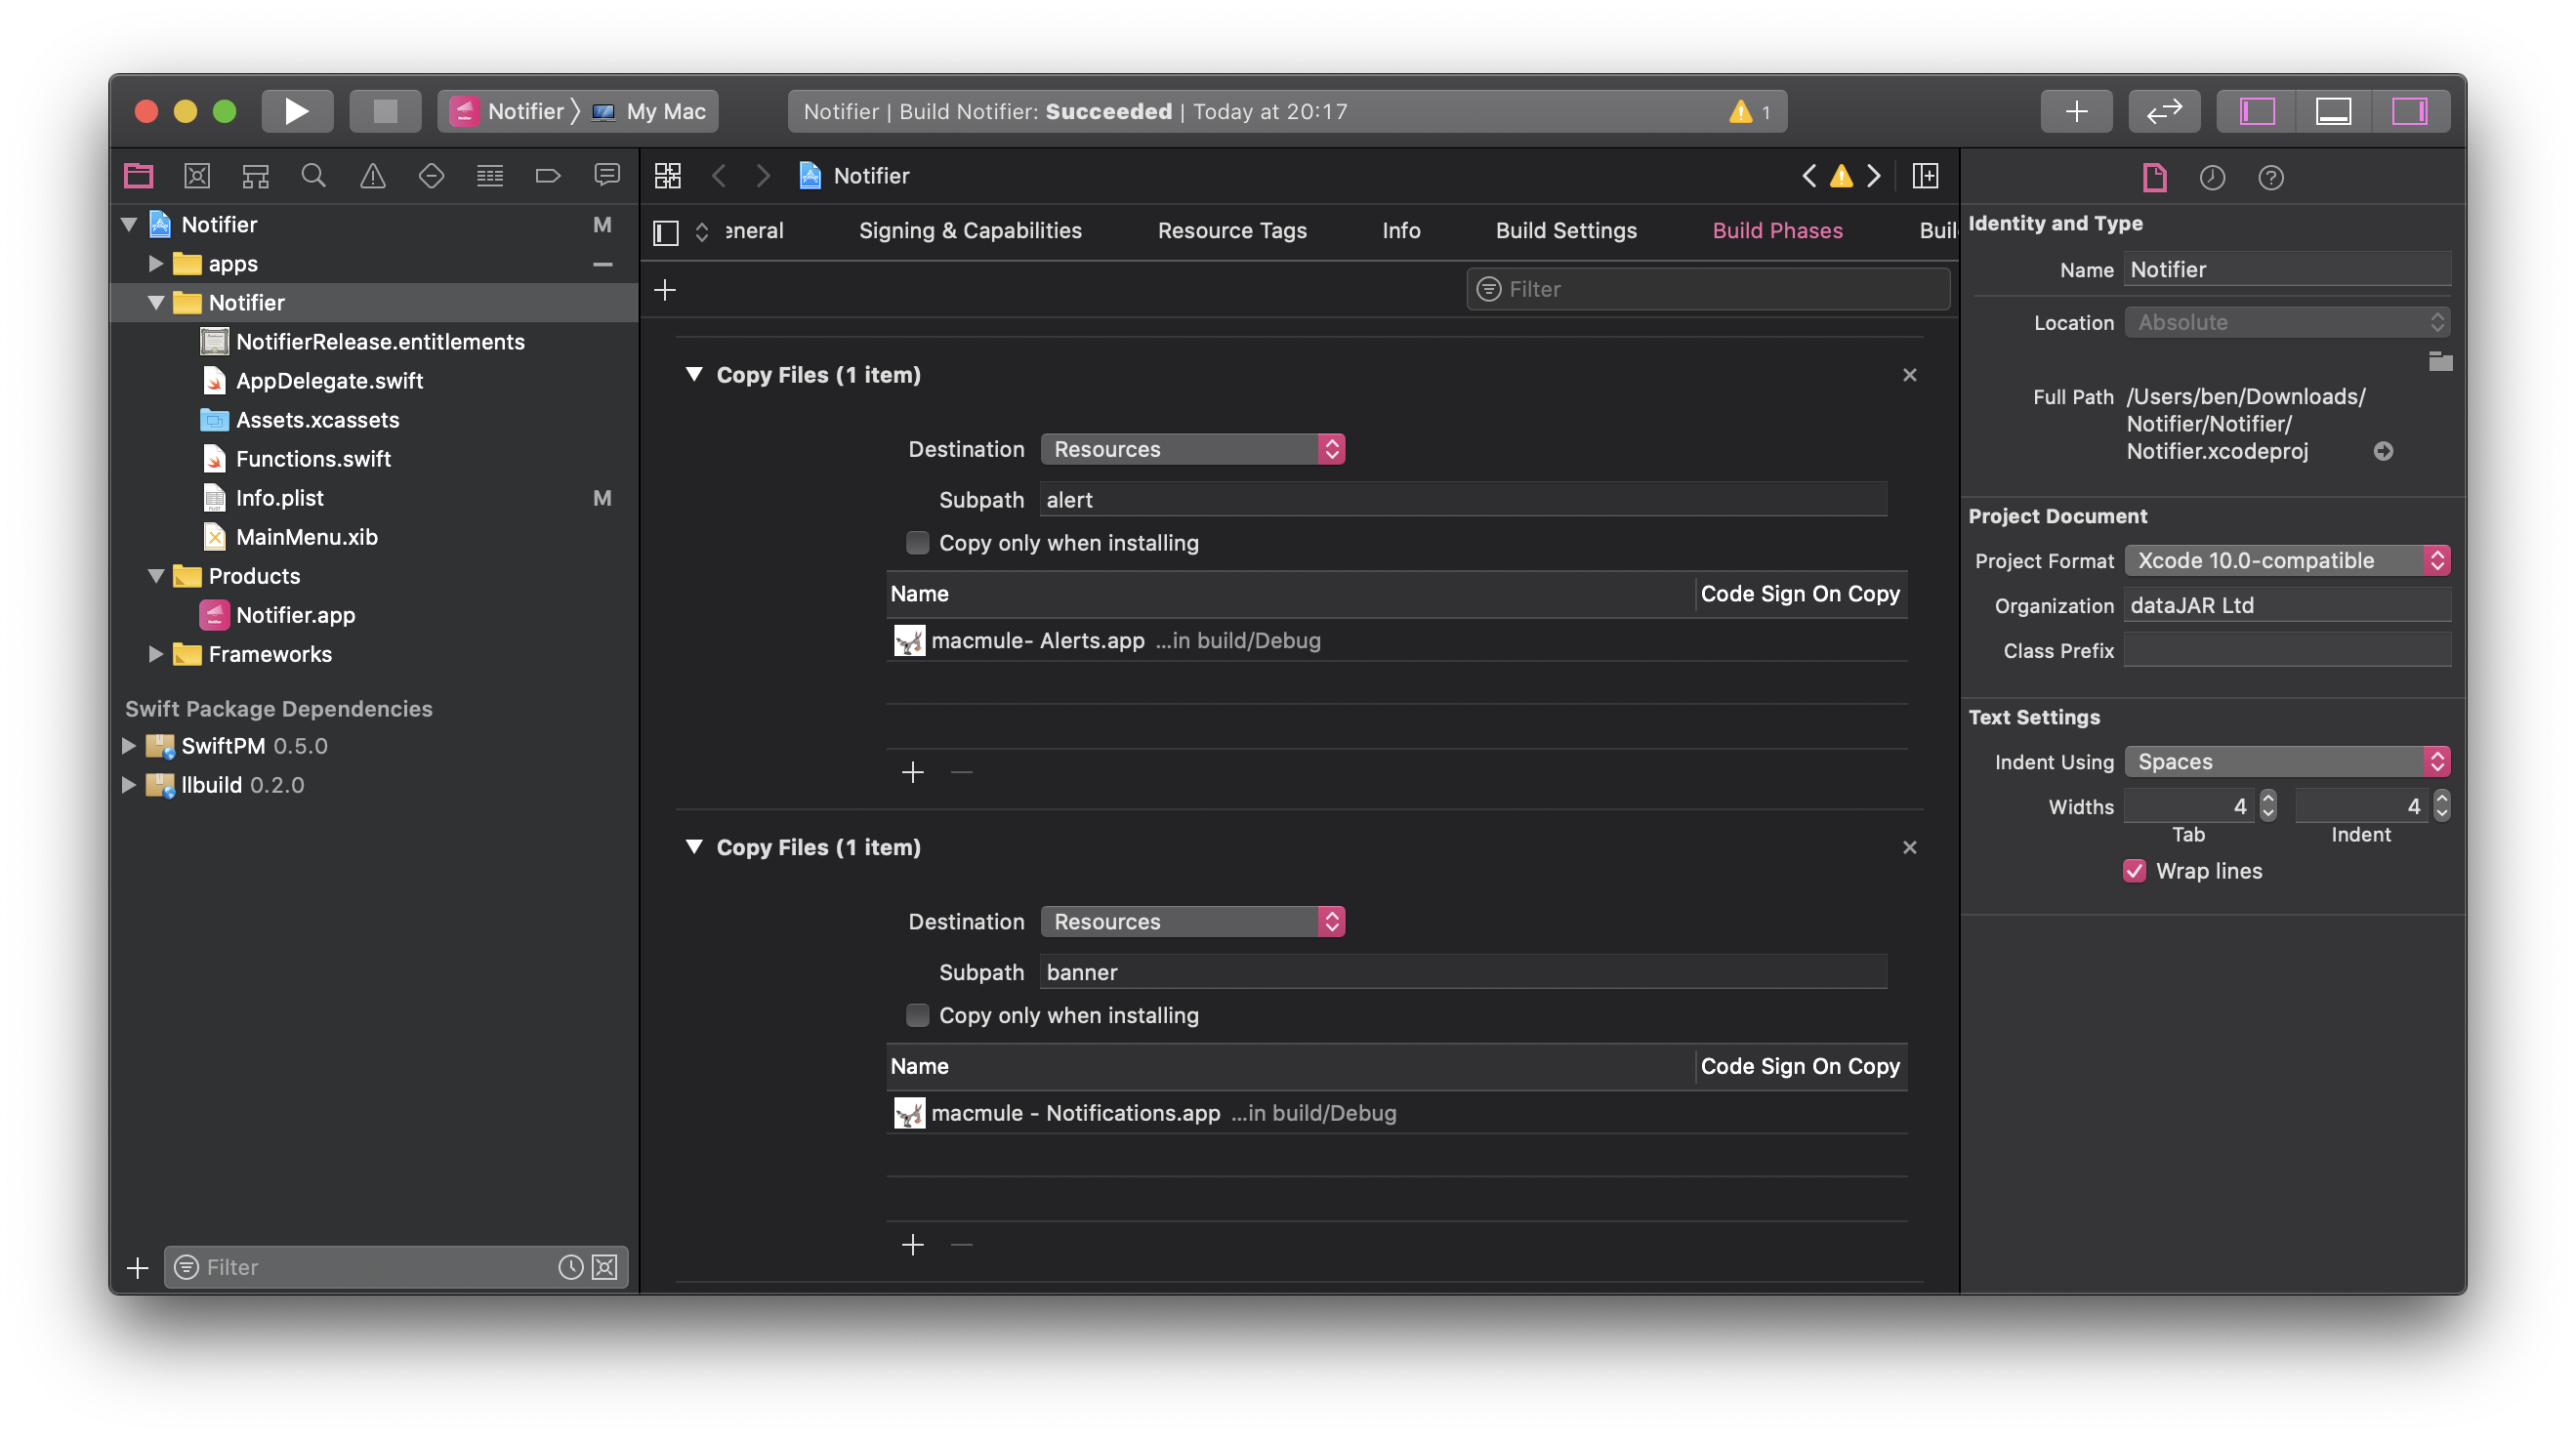 Notifier 〉 My Mac
Notifier | Build Notifier: Succeeded | Today at 20:17
1
Notifier M
apps
Notifier
NotifierRelease.entitlements
AppDelegate.swift
Assets.xcassets
Functions.swift
Info.plist M
MainMenu.xib
Products
Notifier.app
Frameworks
Swift Package Dependencies
SwiftPM 0.5.0
llbuild 0.2.0
Filter
Notifier
eneral Signing & Capabilities Resource Tags Info Build Settings Build Phases Buil
Filter
Copy Files (1 item)
Destination Resources
Subpath alert
Copy only when installing
Name Code Sign On Copy
macmule- Alerts.app ...in build/Debug
Copy Files (1 item)
Destination Resources
Subpath banner
Copy only when installing
Name Code Sign On Copy
macmule - Notifications.app ...in build/Debug
Identity and Type
Name Notifier
Location Absolute
Full Path /Users/ben/Downloads/
Notifier/Notifier/
Notifier.xcodeproj
Project Document
Project Format Xcode 10.0-compatible
Organization dataJAR Ltd
Class Prefix
Text Settings
Indent Using Spaces
Widths 4 4
Tab Indent
Wrap lines